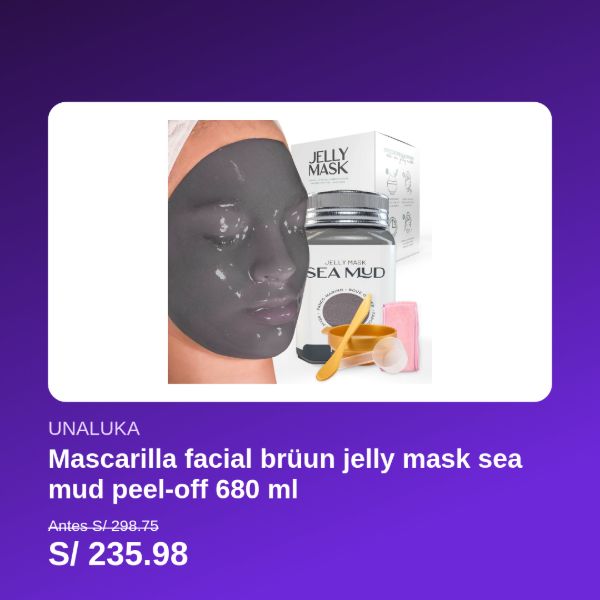 JELLY
MASK
JELLY MASK
SEA MUD
UNALUKA
Mascarilla facial brüun jelly mask sea
mud peel-off 680 ml
Antes S/ 298.75
S/ 235.98